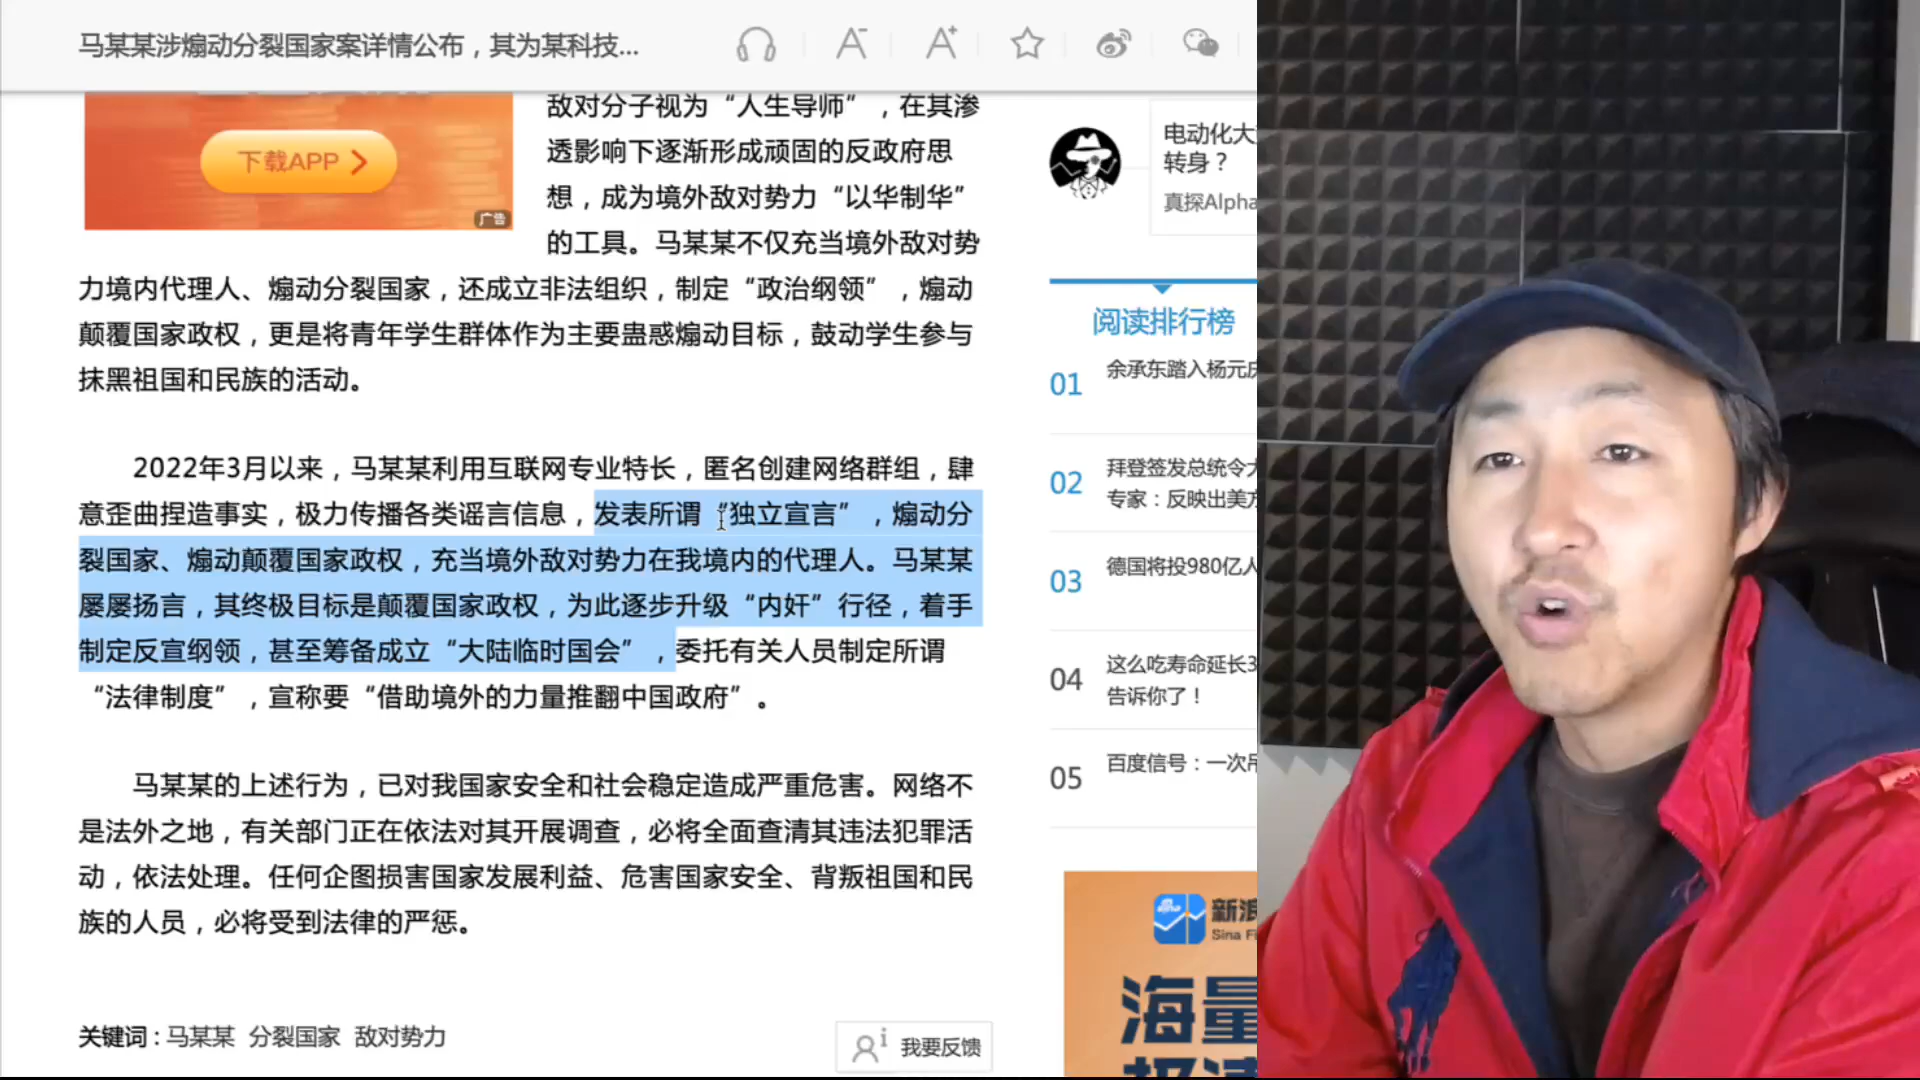 马某某涉煽动分裂国家案详情公布，其为某科技...
下载APP
广告
敌对分子视为“人生导师”，在其渗
透影响下逐渐形成顽固的反政府思
想，成为境外敌对势力“以华制华”
的工具。马某某不仅充当境外敌对势
力境内代理人、煽动分裂国家，还成立非法组织，制定“政治纲领”，煽动
颠覆国家政权，更是将青年学生群体作为主要蛊惑煽动目标，鼓动学生参与
抹黑祖国和民族的活动。
2022年3月以来，马某某利用互联网专业特长，匿名创建网络群组，肆
意歪曲捏造事实，极力传播各类谣言信息，发表所谓“独立宣言”，煽动分
裂国家、煽动颠覆国家政权，充当境外敌对势力在我境内的代理人。马某某
屡屡扬言，其终极目标是颠覆国家政权，为此逐步升级“内奸”行径，着手
制定反宣纲领，甚至筹备成立“大陆临时国会”，委托有关人员制定所谓
“法律制度”，宣称要“借助境外的力量推翻中国政府”。
马某某的上述行为，已对我国家安全和社会稳定造成严重危害。网络不
是法外之地，有关部门正在依法对其开展调查，必将全面查清其违法犯罪活
动，依法处理。任何企图损害国家发展利益、危害国家安全、背叛祖国和民
族的人员，必将受到法律的严惩。
关键词：马某某 分裂国家 敌对势力
我要反馈
电动化大
转身？
真探Alpha
阅读排行榜
01 余承东踏入杨元庆
02 拜登签发总统令
专家：反映出美
03 德国将投980亿
04 这么吃寿命延长3
告诉你了！
05 百度信号：一次
sina 新浪
Sina Fi
海量